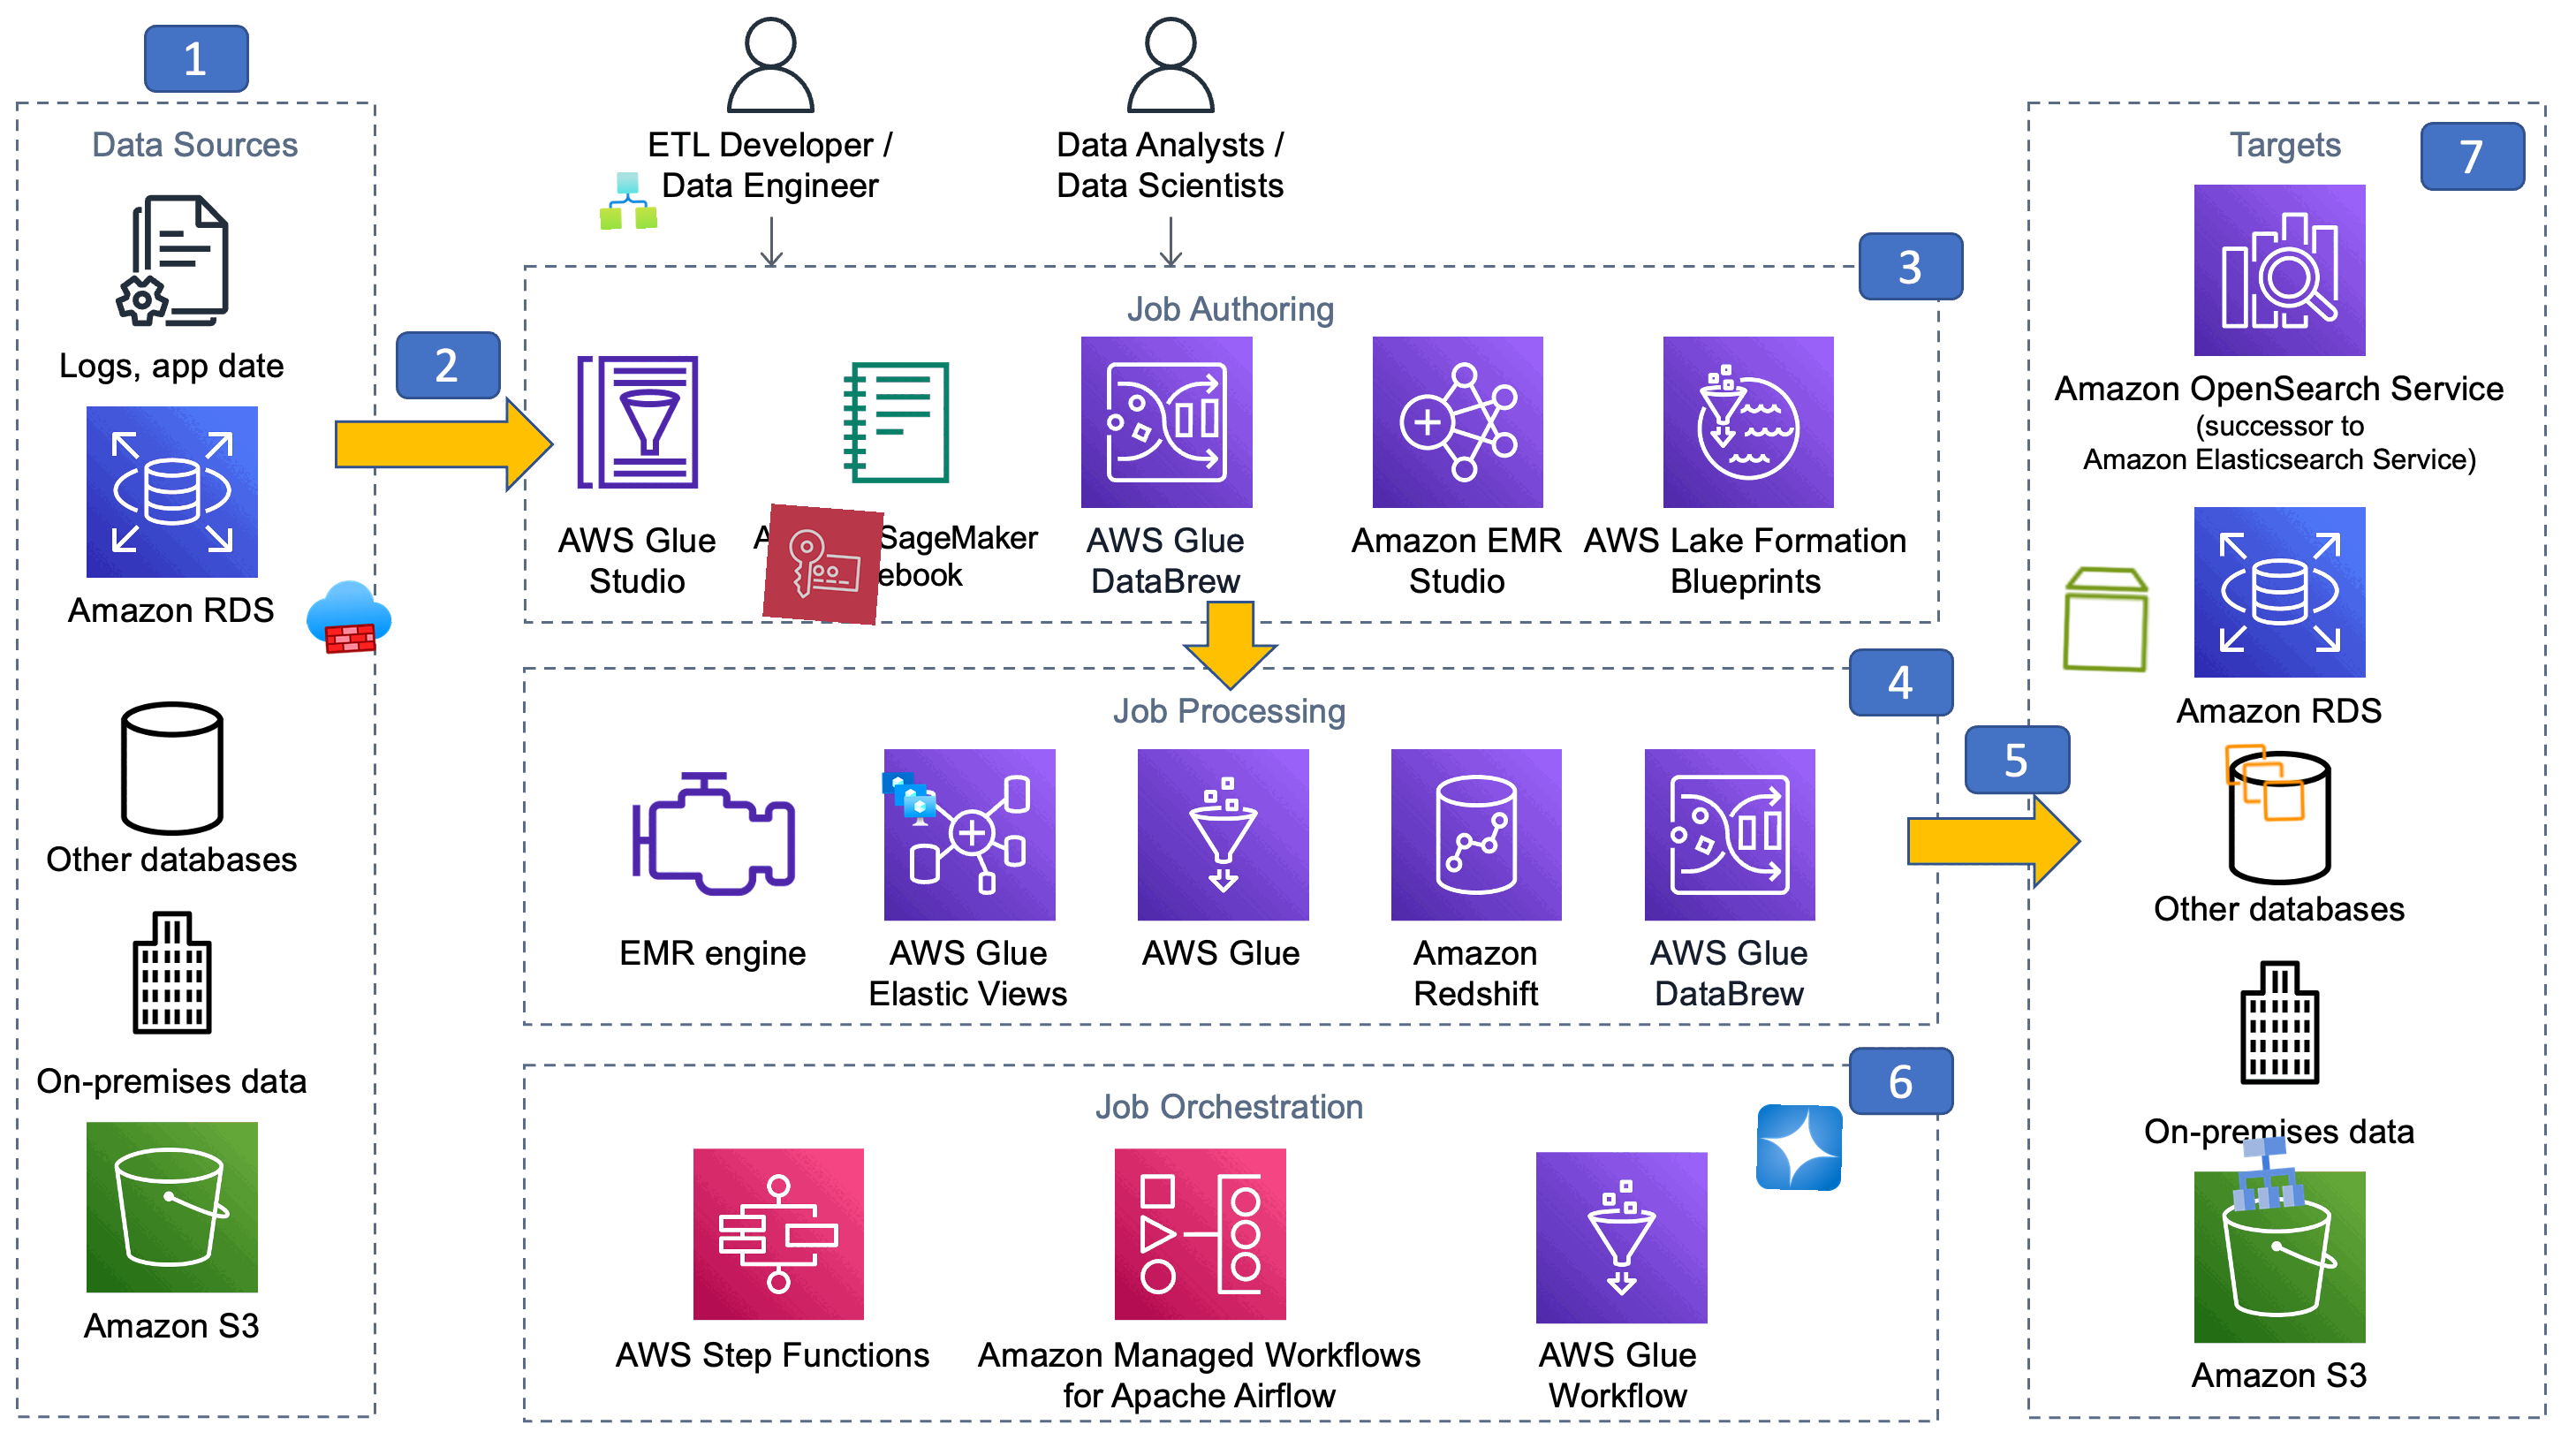 1
Data Sources
Logs, app date
Amazon RDS
Other databases
On-premises data
Amazon S3
2
ETL Developer /
Data Engineer
Data Analysts /
Data Scientists
3
Job Authoring
AWS Glue
Studio
SageMaker
AWS Glue
DataBrew
Amazon EMR
Studio
AWS Lake Formation
Blueprints
4
Job Processing
EMR engine
AWS Glue
Elastic Views
AWS Glue
Amazon
Redshift
AWS Glue
DataBrew
5
6
Job Orchestration
AWS Step Functions
Amazon Managed Workflows
for Apache Airflow
AWS Glue
Workflow
7
Targets
Amazon OpenSearch Service
(successor to
Amazon Elasticsearch Service)
Amazon RDS
Other databases
On-premises data
Amazon S3